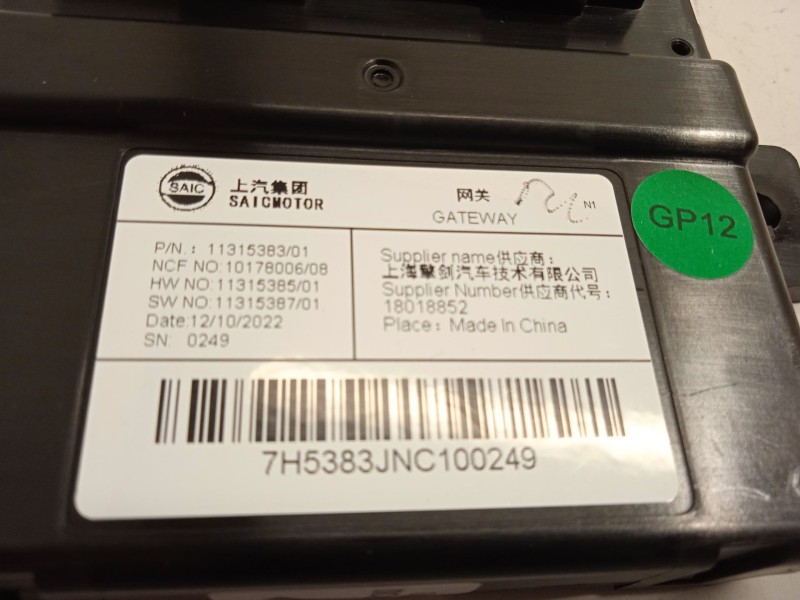 SAIC
上汽集团
SAICMOTOR
网关
GATEWAY
N1
GP12
P/N.：11315383/01
NCF NO:10178006/08
HW NO:11315385/01
SW NO:11315387/01
Date:12/10/2022
SN: 0249
Supplier name供应商：
上海擎剑汽车技术有限公司
Supplier Number供应商代号：
18018852
Place：Made In China
7H5383JNC100249